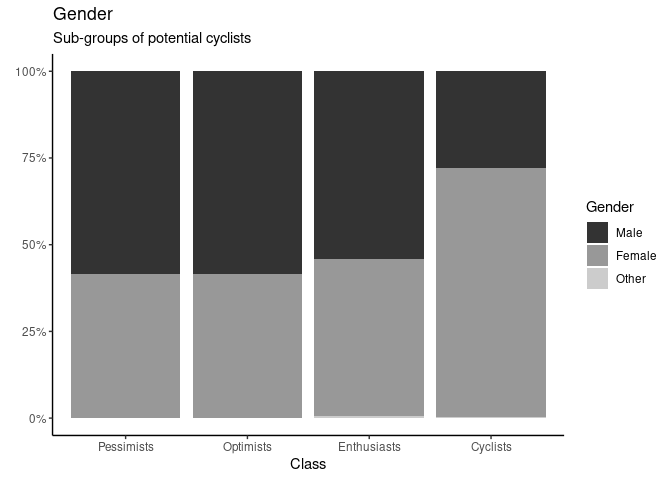 Gender
Sub-groups of potential cyclists
100%
75%
50%
25%
0%
Pessimists
Optimists
Enthusiasts
Cyclists
Class
Gender
Male
Female
Other